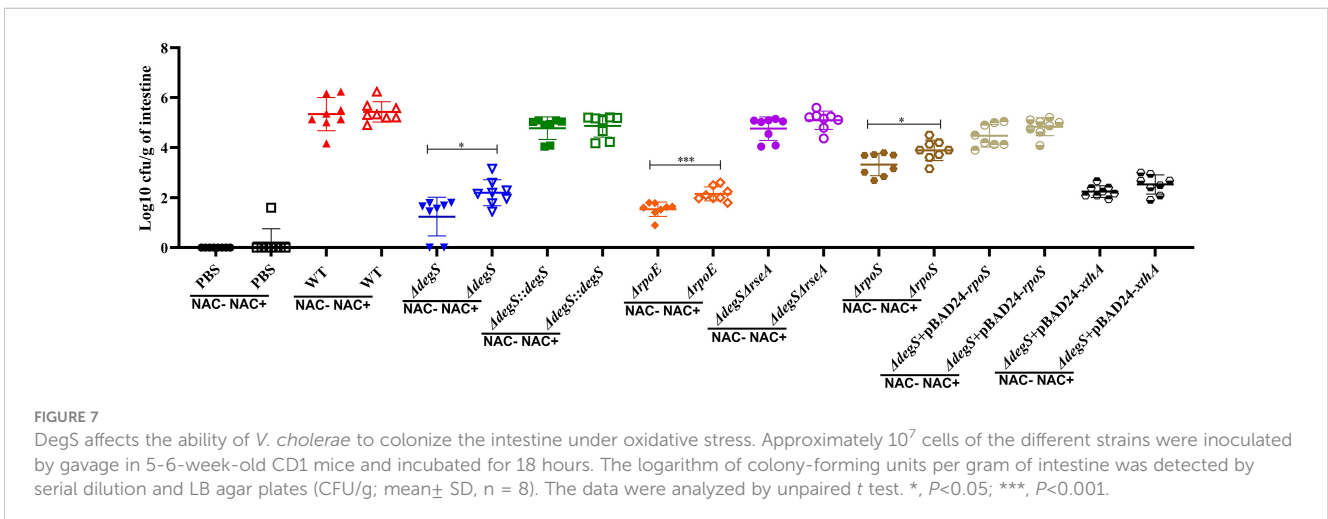 8
6
4
2
0
Log10 cfu/g of intestine
*
***
*
PBS
PBS
WT
WT
ΔdegS
ΔdegS
ΔdegS::degS
ΔdegS::degS
ΔrpoE
ΔrpoE
ΔdegSΔrseA
ΔdegSΔrseA
ΔrpoS
ΔrpoS
ΔdegS+pBAD24-rpoS
ΔdegS+pBAD24-rpoS
ΔdegS+pBAD24-xthA
ΔdegS+pBAD24-xthA
NAC- NAC+
NAC- NAC+
NAC- NAC+
NAC- NAC+
NAC- NAC+
NAC- NAC+
NAC- NAC+
NAC- NAC+
NAC- NAC+
FIGURE 7
DegS affects the ability of V. cholerae to colonize the intestine under oxidative stress. Approximately 10⁷ cells of the different strains were inoculated
by gavage in 5-6-week-old CD1 mice and incubated for 18 hours. The logarithm of colony-forming units per gram of intestine was detected by
serial dilution and LB agar plates (CFU/g; mean± SD, n = 8). The data were analyzed by unpaired t test. *, P<0.05; ***, P<0.001.